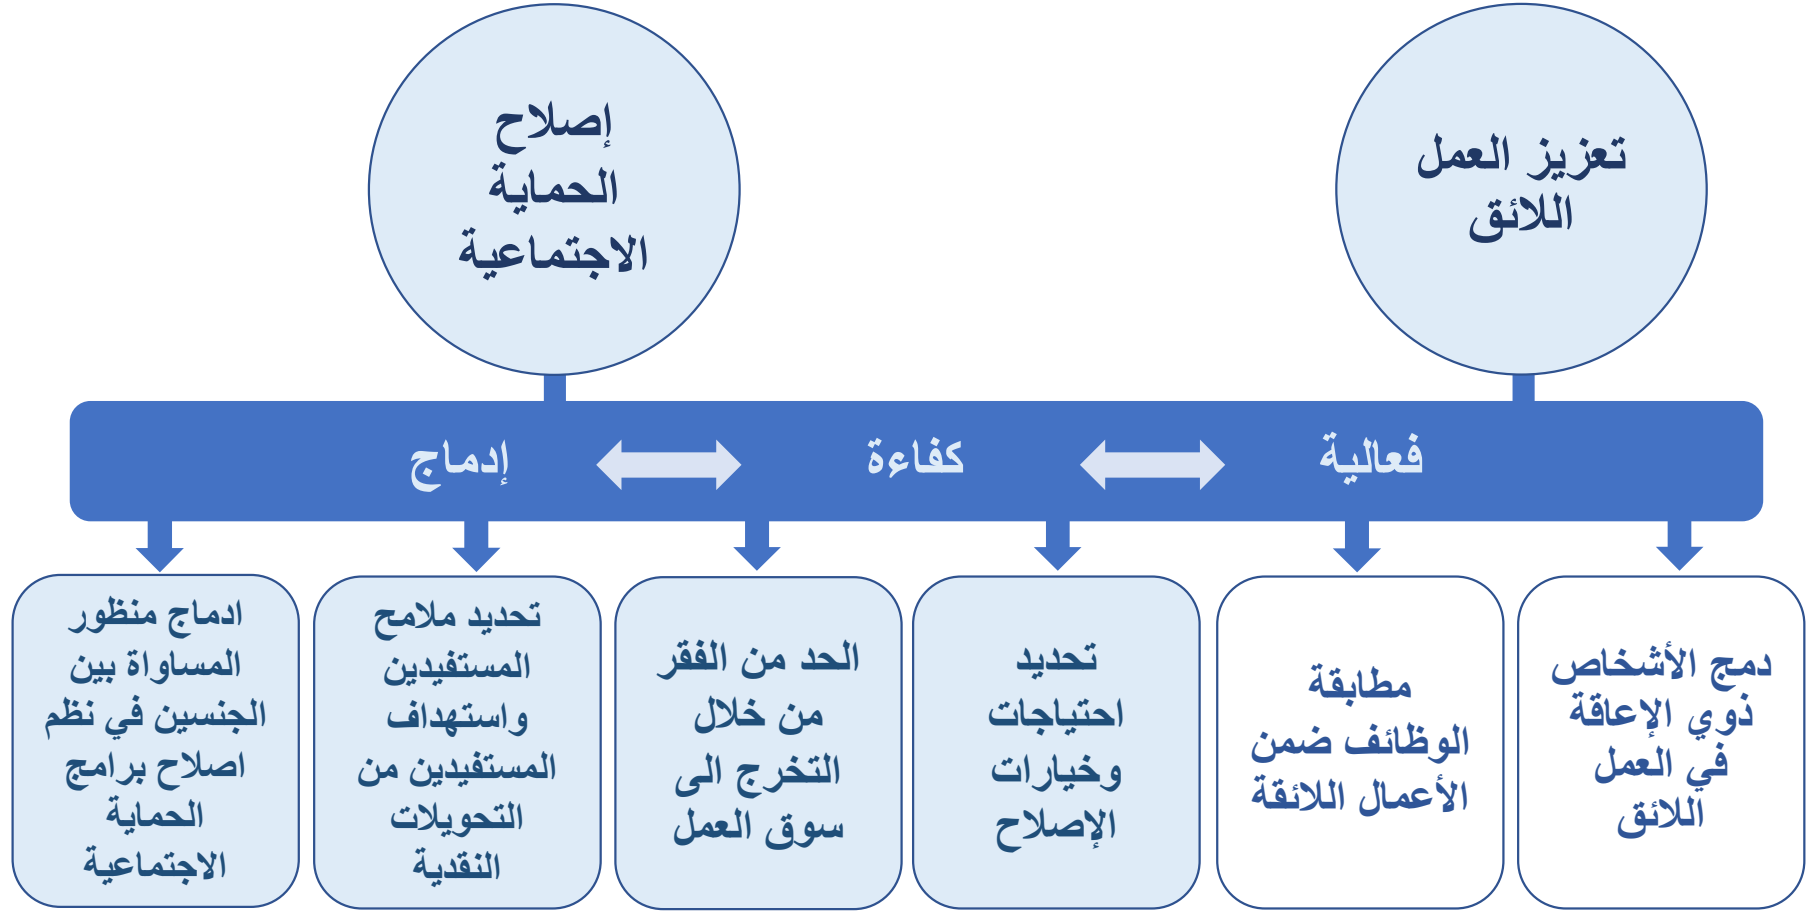 تعزيز العمل
اللائق
إصلاح
الحماية
الاجتماعية
فعالية
كفاءة
إدماج
دمج الأشخاص
ذوي الإعاقة
في العمل
اللائق
مطابقة
الوظائف ضمن
الأعمال اللائقة
تحديد
احتياجات
وخيارات
الإصلاح
الحد من الفقر
من خلال
التخرج الى
سوق العمل
تحديد ملامح
المستفيدين
واستهداف
المستفيدين من
التحويلات
النقدية
ادماج منظور
المساواة بين
الجنسين في نظم
اصلاح برامج
الحماية
الاجتماعية